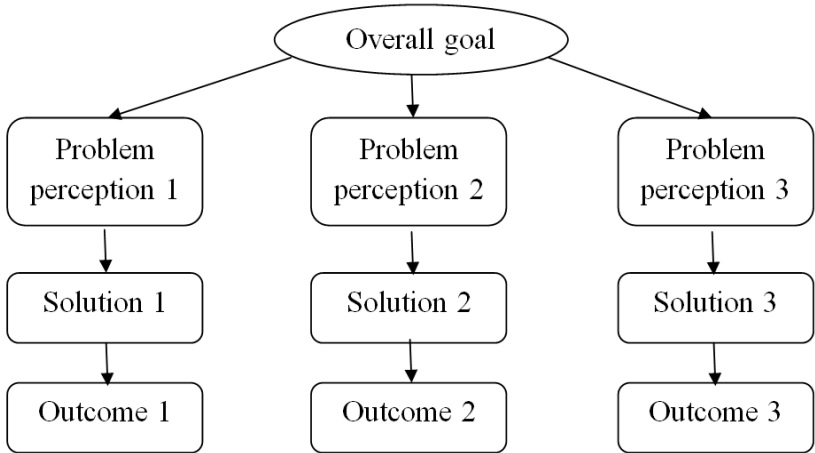 Overall goal
Problem
perception 1
Problem
perception 2
Problem
perception 3
Solution 1
Solution 2
Solution 3
Outcome 1
Outcome 2
Outcome 3